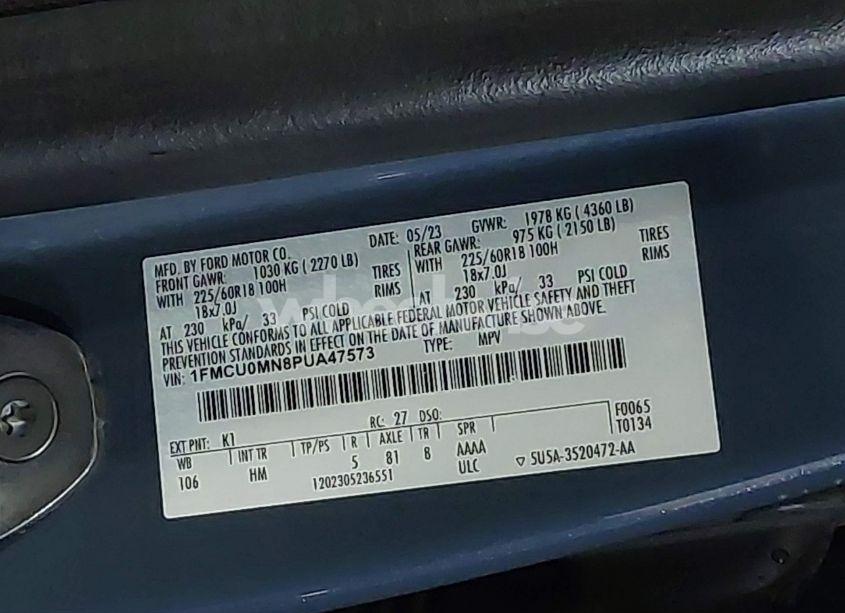 MFD. BY FORD MOTOR CO. DATE: 05/23 GVWR: 1978 KG ( 4360 LB)
FRONT GAWR: 1030 KG ( 2270 LB) REAR GAWR: 975 KG ( 2150 LB)
WITH 225/60R18 100H TIRES WITH 225/60R18 100H TIRES
18x7.0J RIMS 18x7.0J RIMS
AT 230 kPa/ 33 PSI COLD AT 230 kPa/ 33 PSI COLD
THIS VEHICLE CONFORMS TO ALL APPLICABLE FEDERAL MOTOR VEHICLE SAFETY AND THEFT
PREVENTION STANDARDS IN EFFECT ON THE DATE OF MANUFACTURE SHOWN ABOVE.
VIN: 1FMCU0MN8PUA47573 TYPE: MPV
EXT PNT: K1 RC: 27 DSO: F0065
WB INT TR TP/PS R AXLE TR SPR T0134
106 HM 5 81 8 AAAA
1202305236551 ULC ▽ 5U5A-3520472-AA